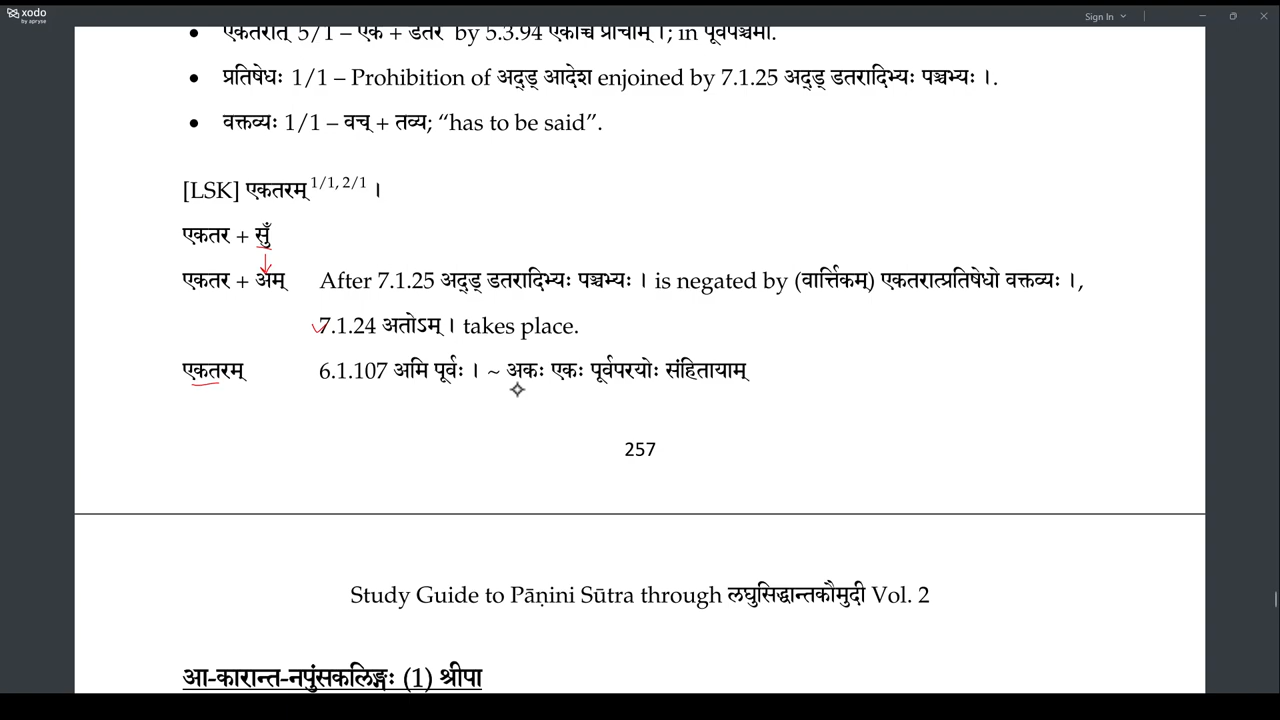 xodo
by apryse
Sign In
• एकतरात् 5/1 – एक + डतर by 5.3.94 एकाच्च प्राचाम् ।; in पूर्वपञ्चमी.
• प्रतिषेधः 1/1 – Prohibition of अद्ड् आदेश enjoined by 7.1.25 अद्ड् डतरादिभ्यः पञ्चभ्यः ।.
• वक्तव्यः 1/1 – वच् + तव्य; “has to be said”.
[LSK] एकतरम् 1/1, 2/1 ।
एकतर + सुँ
एकतर + अम् After 7.1.25 अद्ड् डतरादिभ्यः पञ्चभ्यः । is negated by (वार्त्तिकम्) एकतरात्प्रतिषेधो वक्तव्यः ।,
7.1.24 अतोऽम् । takes place.
एकतरम् 6.1.107 अमि पूर्वः । ~ अकः एकः पूर्वपरयोः संहितायाम्
257
Study Guide to Pāṇini Sūtra through लघुसिद्धान्तकौमुदी Vol. 2
आ-कारान्त-नपुंसकलिङ्गः (1) श्रीपा